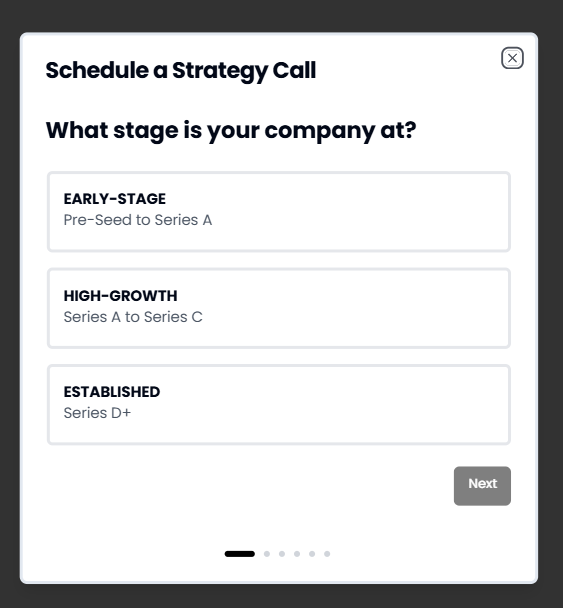 Schedule a Strategy Call
What stage is your company at?
EARLY-STAGE
Pre-Seed to Series A
HIGH-GROWTH
Series A to Series C
ESTABLISHED
Series D+
Next